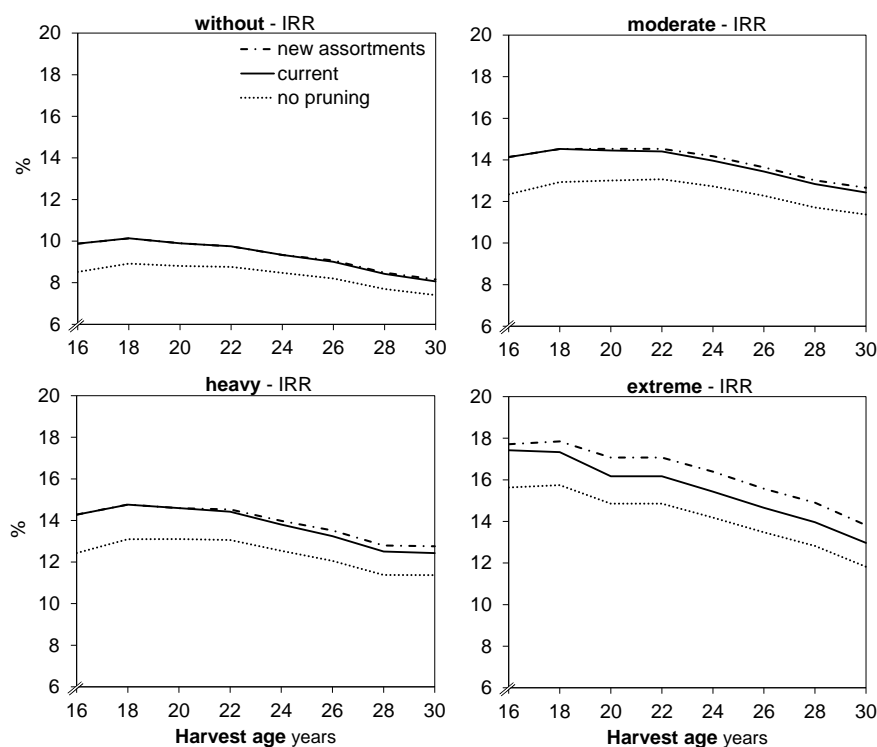 without - IRR
20
18
16
14
12
10
8
6
%
new assortments
current
no pruning
16 18 20 22 24 26 28 30
moderate - IRR
20
18
16
14
12
10
8
6
16 18 20 22 24 26 28 30
heavy - IRR
20
18
16
14
12
10
8
6
%
16 18 20 22 24 26 28 30
Harvest age years
extreme - IRR
20
18
16
14
12
10
8
6
16 18 20 22 24 26 28 30
Harvest age years